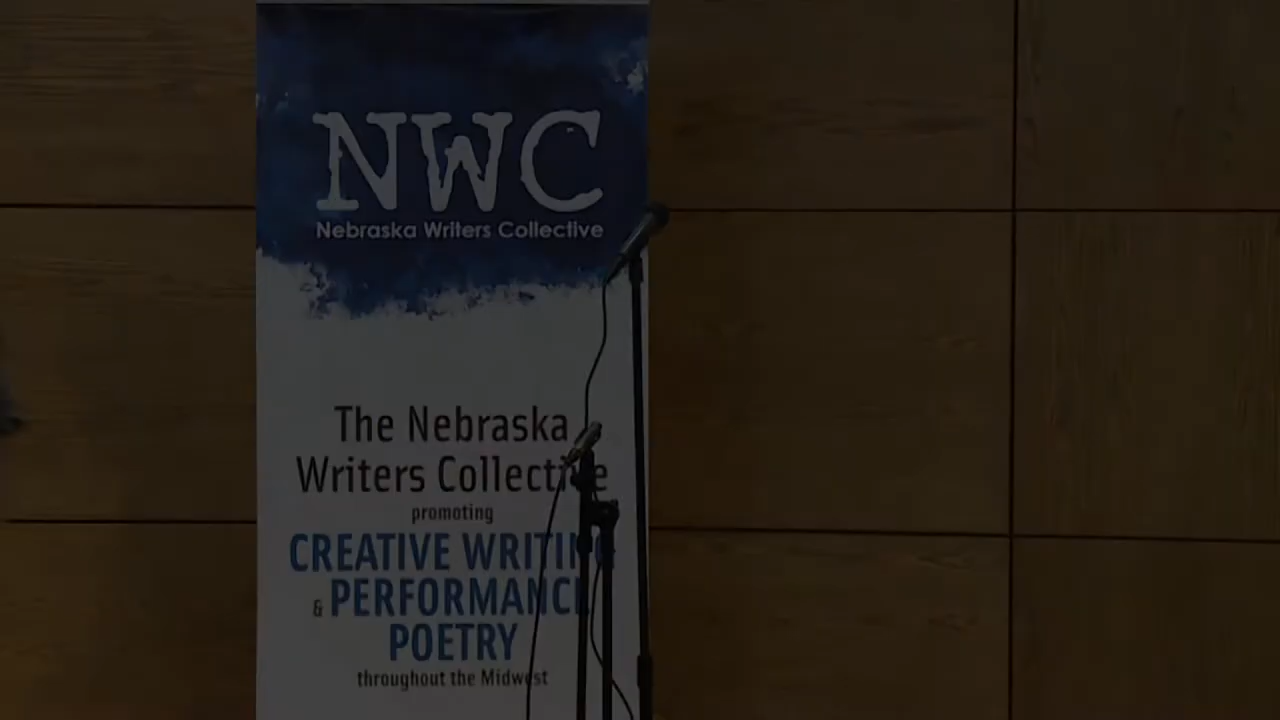 NWC
Nebraska Writers Collective
The Nebraska
Writers Collective
promoting
CREATIVE WRITING
& PERFORMANCE
POETRY
throughout the Midwest